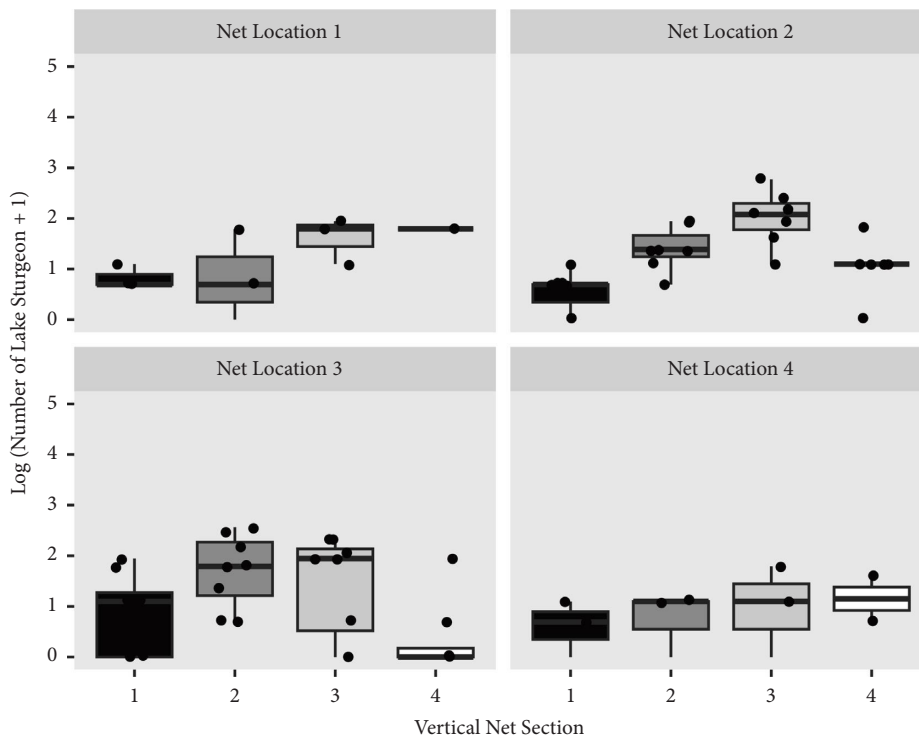 Net Location 1
Net Location 2
5
4
3
2
1
0
Net Location 3
Net Location 4
5
4
3
2
1
0
Log (Number of Lake Sturgeon + 1)
1 2 3 4
1 2 3 4
Vertical Net Section